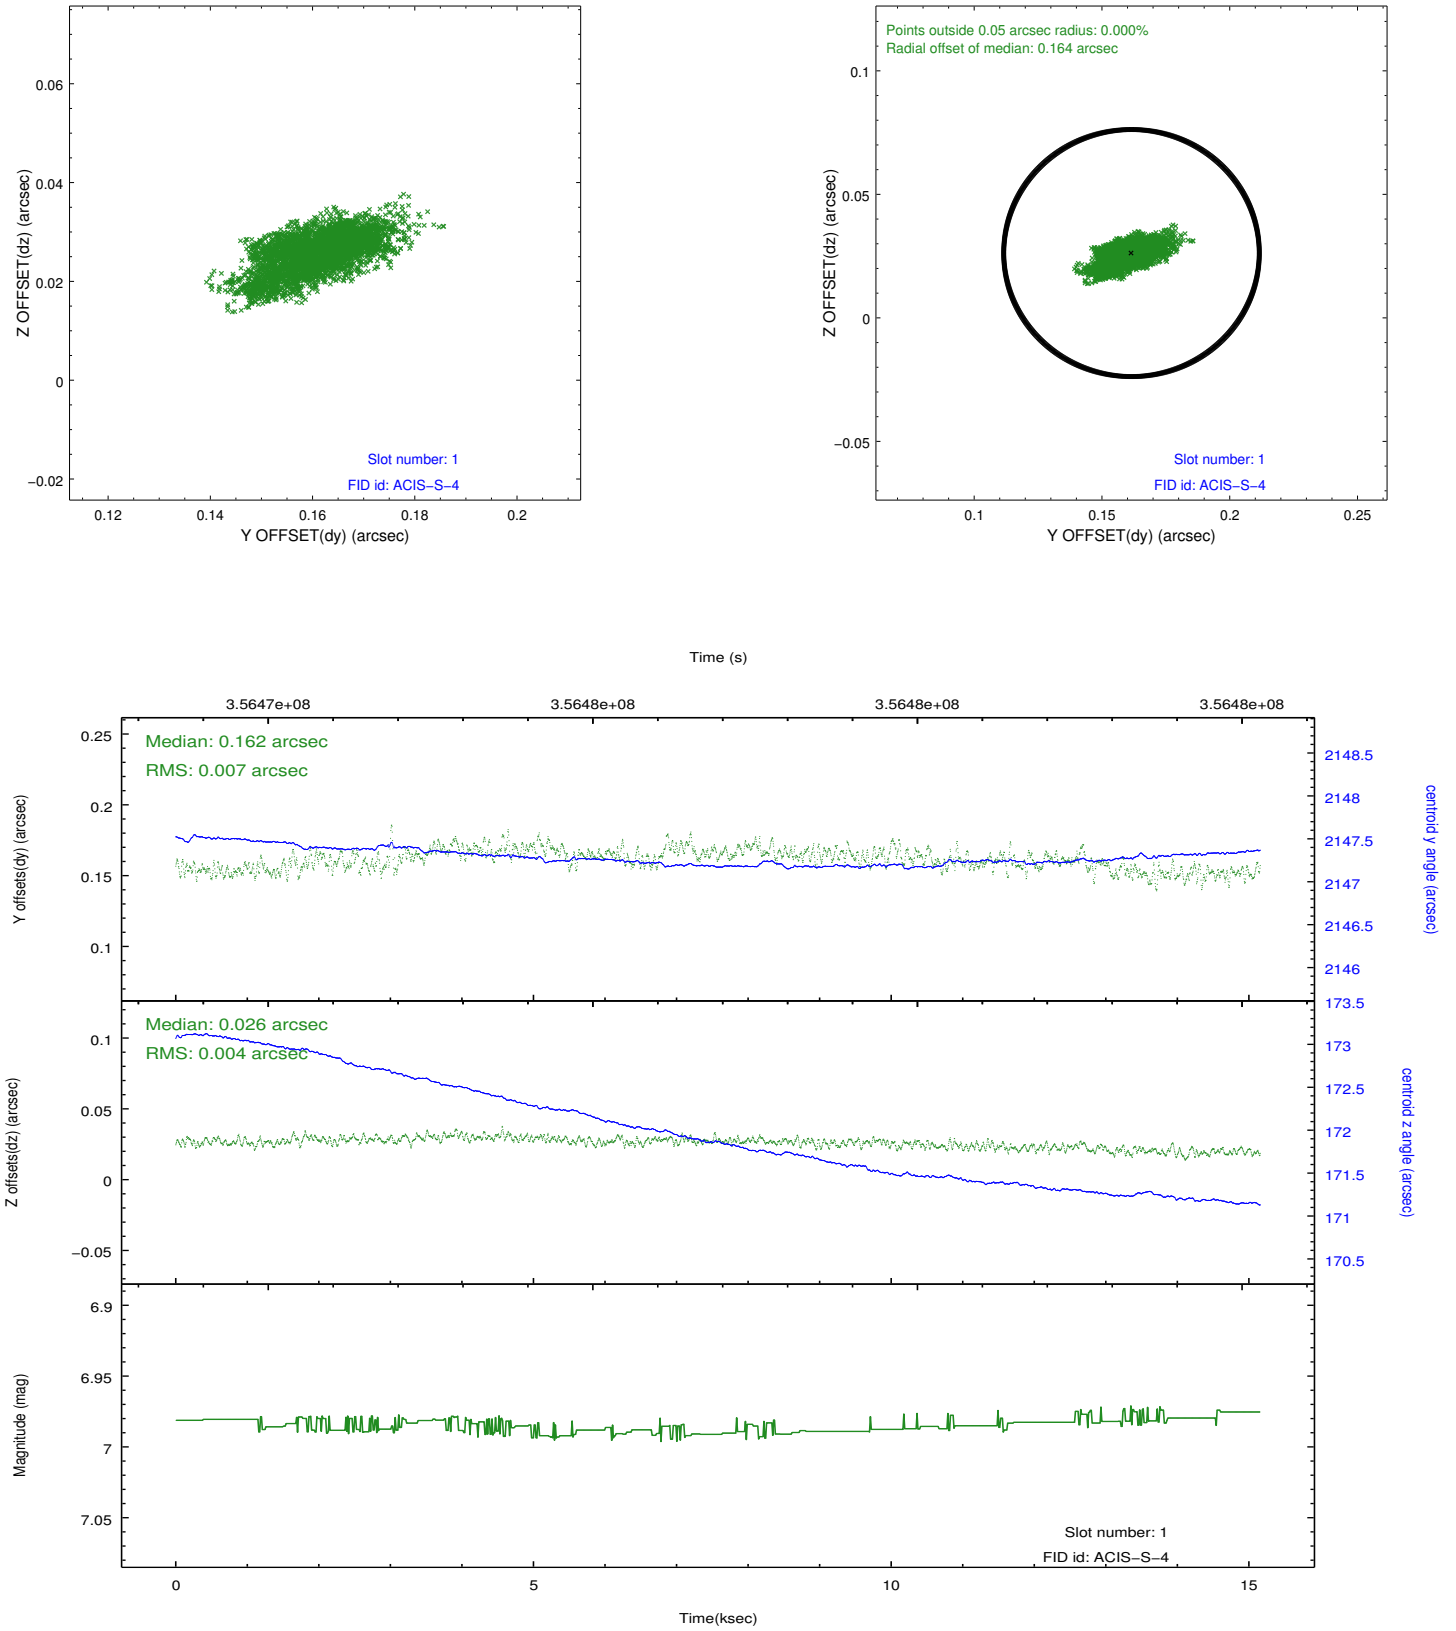 0.06
0.04
0.02
0
−0.02
Z OFFSET(dz) (arcsec)
Slot number: 1
FID id: ACIS−S−4
0.12
0.14
0.16
0.18
0.2
Y OFFSET(dy) (arcsec)
Points outside 0.05 arcsec radius: 0.000%
Radial offset of median: 0.164 arcsec
0.1
0.05
0
−0.05
Z OFFSET(dz) (arcsec)
Slot number: 1
FID id: ACIS−S−4
0.1
0.15
0.2
0.25
Y OFFSET(dy) (arcsec)
Time (s)
3.5647e+08
3.5648e+08
3.5648e+08
3.5648e+08
Median: 0.162 arcsec
RMS: 0.007 arcsec
0.25
0.2
0.15
0.1
Y offsets(dy) (arcsec)
2148.5
2148
2147.5
2147
2146.5
2146
centroid y angle (arcsec)
Median: 0.026 arcsec
RMS: 0.004 arcsec
0.1
0.05
0
−0.05
Z offsets(dz) (arcsec)
173.5
173
172.5
172
171.5
171
170.5
centroid z angle (arcsec)
6.9
6.95
7
7.05
Magnitude (mag)
Slot number: 1
FID id: ACIS−S−4
0
5
10
15
Time(ksec)